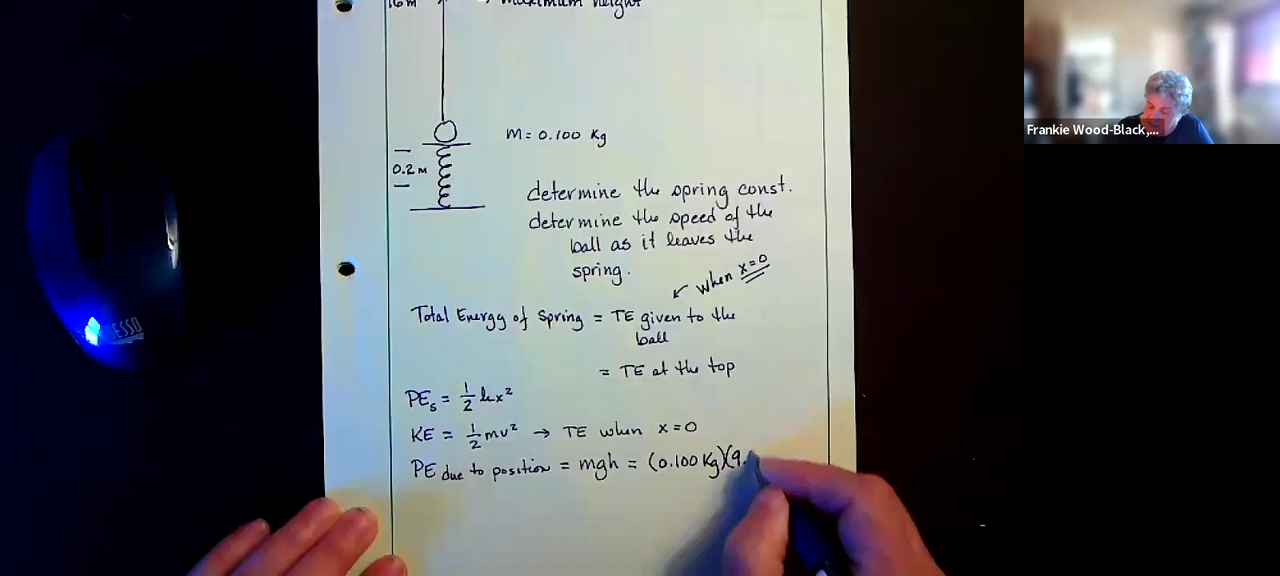 16m
maximum height
m = 0.100 Kg
0.2 m
determine the spring const.
determine the speed of the
ball as it leaves the
spring.
when x=0
Total Energy of Spring = TE given to the
ball
= TE at the top
PEs = 1/2 kx²
KE = 1/2 mv² → TE when x=0
PE due to position = mgh = (0.100 Kg)(9.
Frankie Wood-Black,...